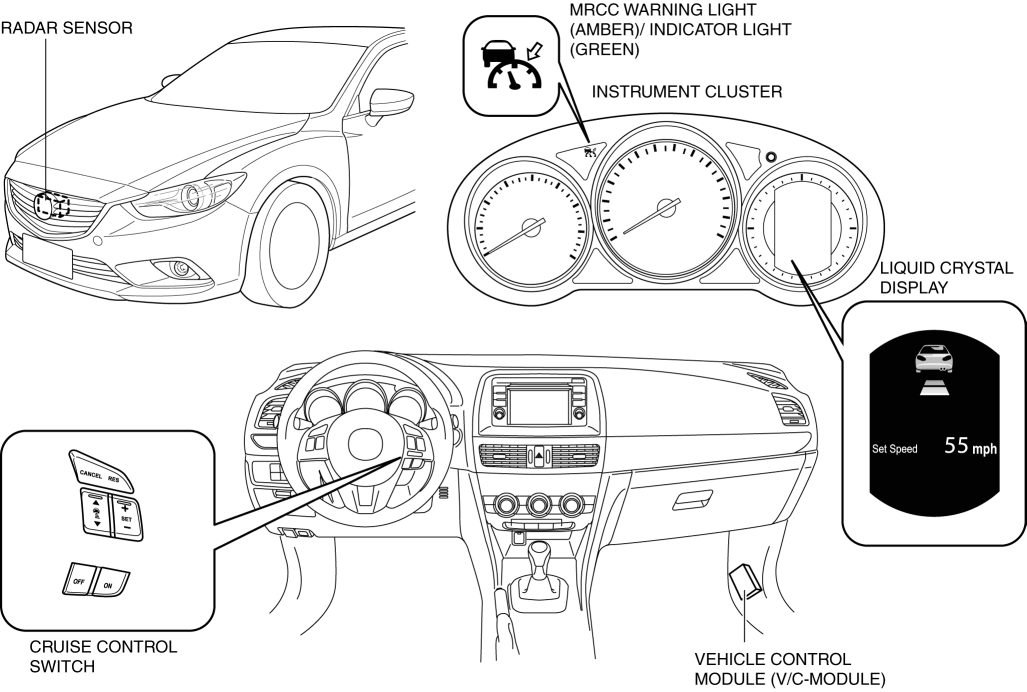 RADAR SENSOR
MRCC WARNING LIGHT
(AMBER)/ INDICATOR LIGHT
(GREEN)
INSTRUMENT CLUSTER
LIQUID CRYSTAL
DISPLAY
Set Speed 55 mph
CANCEL RES
+
SET
-
OFF ON
CRUISE CONTROL
SWITCH
VEHICLE CONTROL
MODULE (V/C-MODULE)